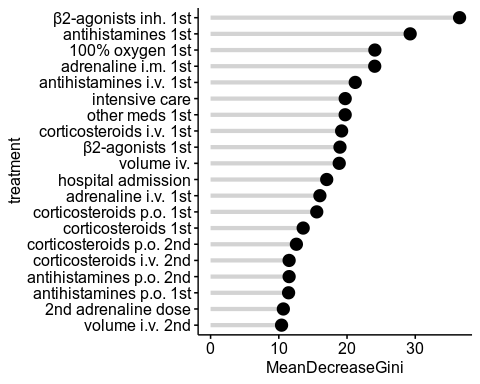 β2-agonists inh. 1st
antihistamines 1st
100% oxygen 1st
adrenaline i.m. 1st
antihistamines i.v. 1st
intensive care
other meds 1st
corticosteroids i.v. 1st
β2-agonists 1st
volume iv.
hospital admission
adrenaline i.v. 1st
corticosteroids p.o. 1st
corticosteroids 1st
corticosteroids p.o. 2nd
corticosteroids i.v. 2nd
antihistamines p.o. 2nd
antihistamines p.o. 1st
2nd adrenaline dose
volume i.v. 2nd
treatment
0 10 20 30
MeanDecreaseGini